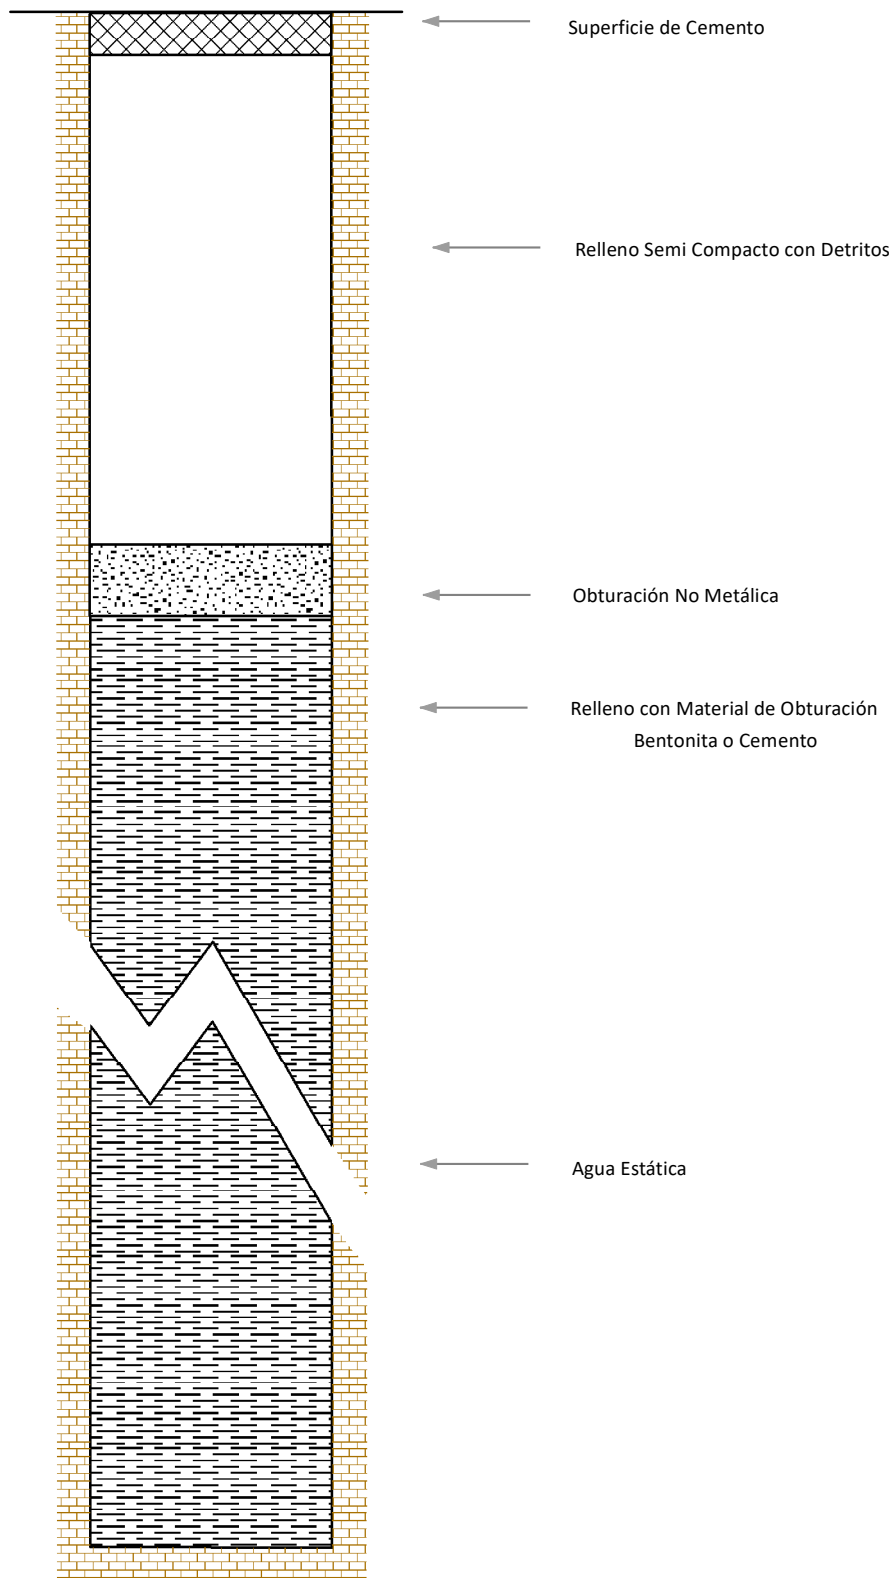 Superficie de Cemento
Relleno Semi Compacto con Detritos
Obturación No Metálica
Relleno con Material de Obturación
Bentonita o Cemento
Agua Estática